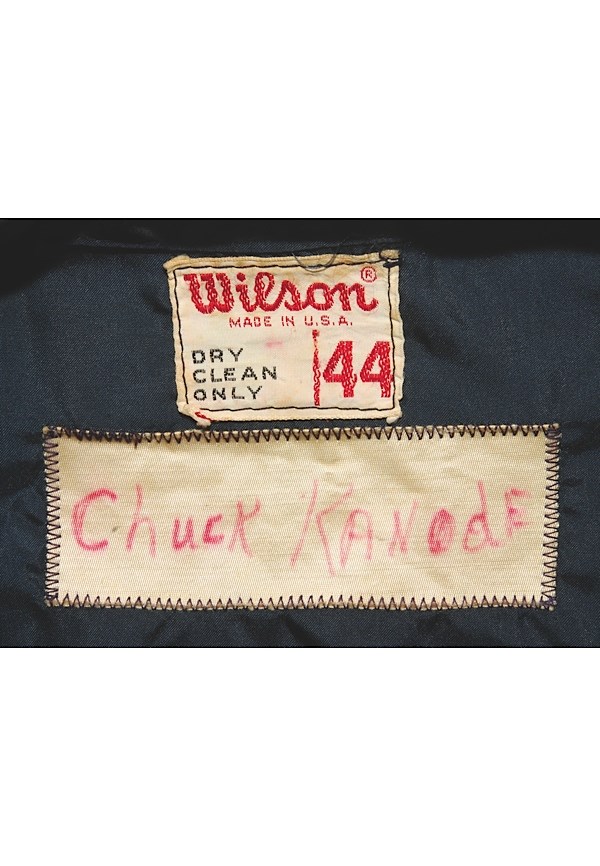 Wilson®
MADE IN U.S.A.
DRY
CLEAN
ONLY
44
Chuck KANOdE